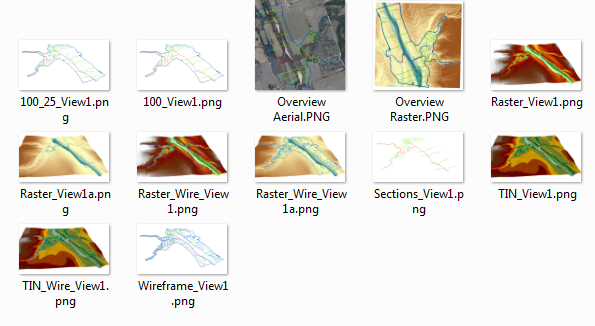 100_25_View1.pn
g
100_View1.png
Overview
Aerial.PNG
Overview
Raster.PNG
Raster_View1.png
Raster_View1a.pn
g
Raster_Wire_View
1.png
Raster_Wire_View
1a.png
Sections_View1.p
ng
TIN_View1.png
TIN_Wire_View1.
png
Wireframe_View1
.png